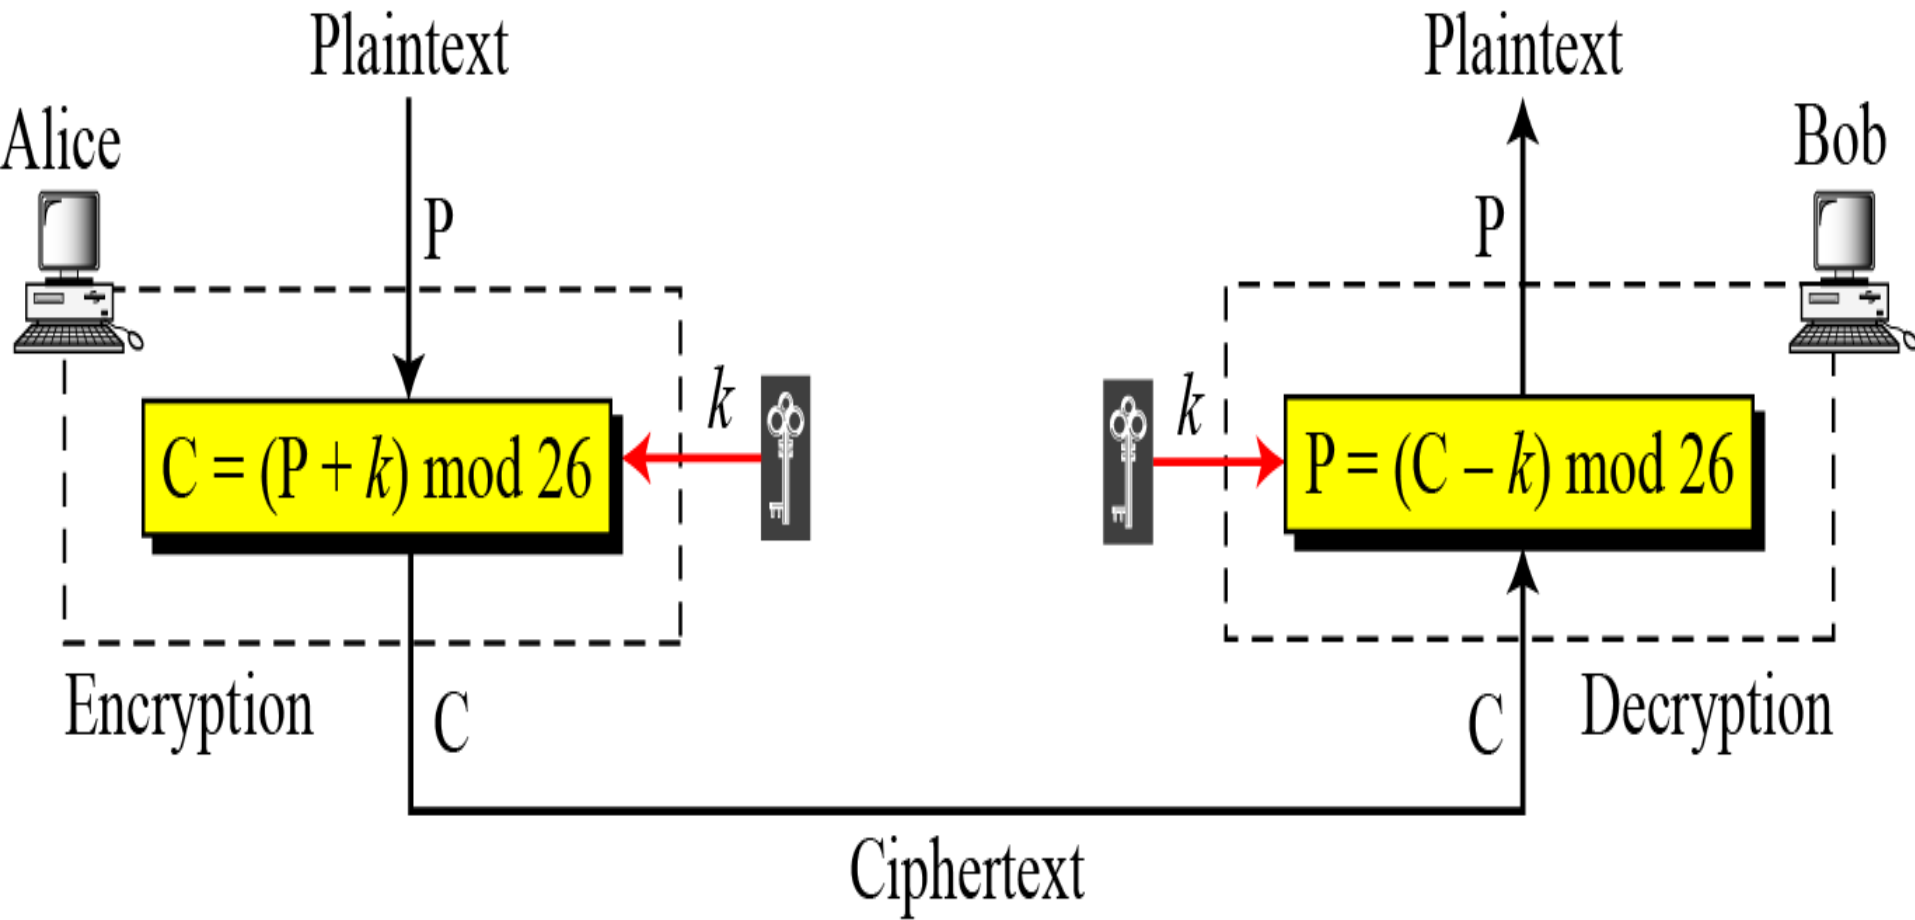 Plaintext
Plaintext
Alice
Bob
P
P
k
k
C = (P + k) mod 26
P = (C – k) mod 26
Encryption
C
C
Decryption
Ciphertext